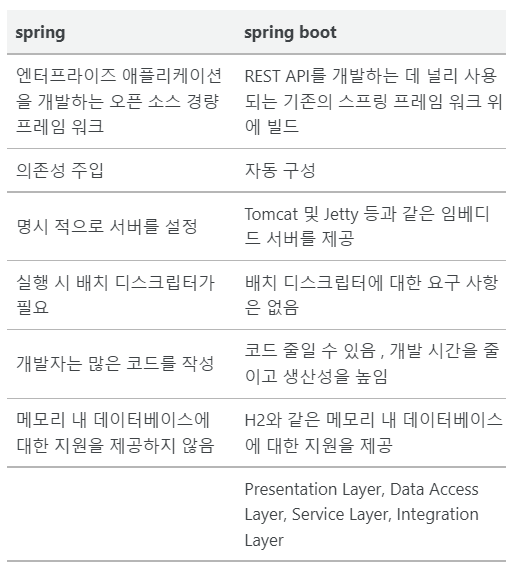 spring
spring boot
엔터프라이즈 애플리케이션
을 개발하는 오픈 소스 경량
프레임 워크
REST API를 개발하는 데 널리 사용
되는 기존의 스프링 프레임 워크 위
에 빌드
의존성 주입
자동 구성
명시 적으로 서버를 설정
Tomcat 및 Jetty 등과 같은 임베디
드 서버를 제공
실행 시 배치 디스크립터가
필요
배치 디스크립터에 대한 요구 사항
은 없음
개발자는 많은 코드를 작성
코드 줄일 수 있음 , 개발 시간을 줄
이고 생산성을 높임
메모리 내 데이터베이스에
대한 지원을 제공하지 않음
H2와 같은 메모리 내 데이터베이스
에 대한 지원을 제공
Presentation Layer, Data Access
Layer, Service Layer, Integration
Layer